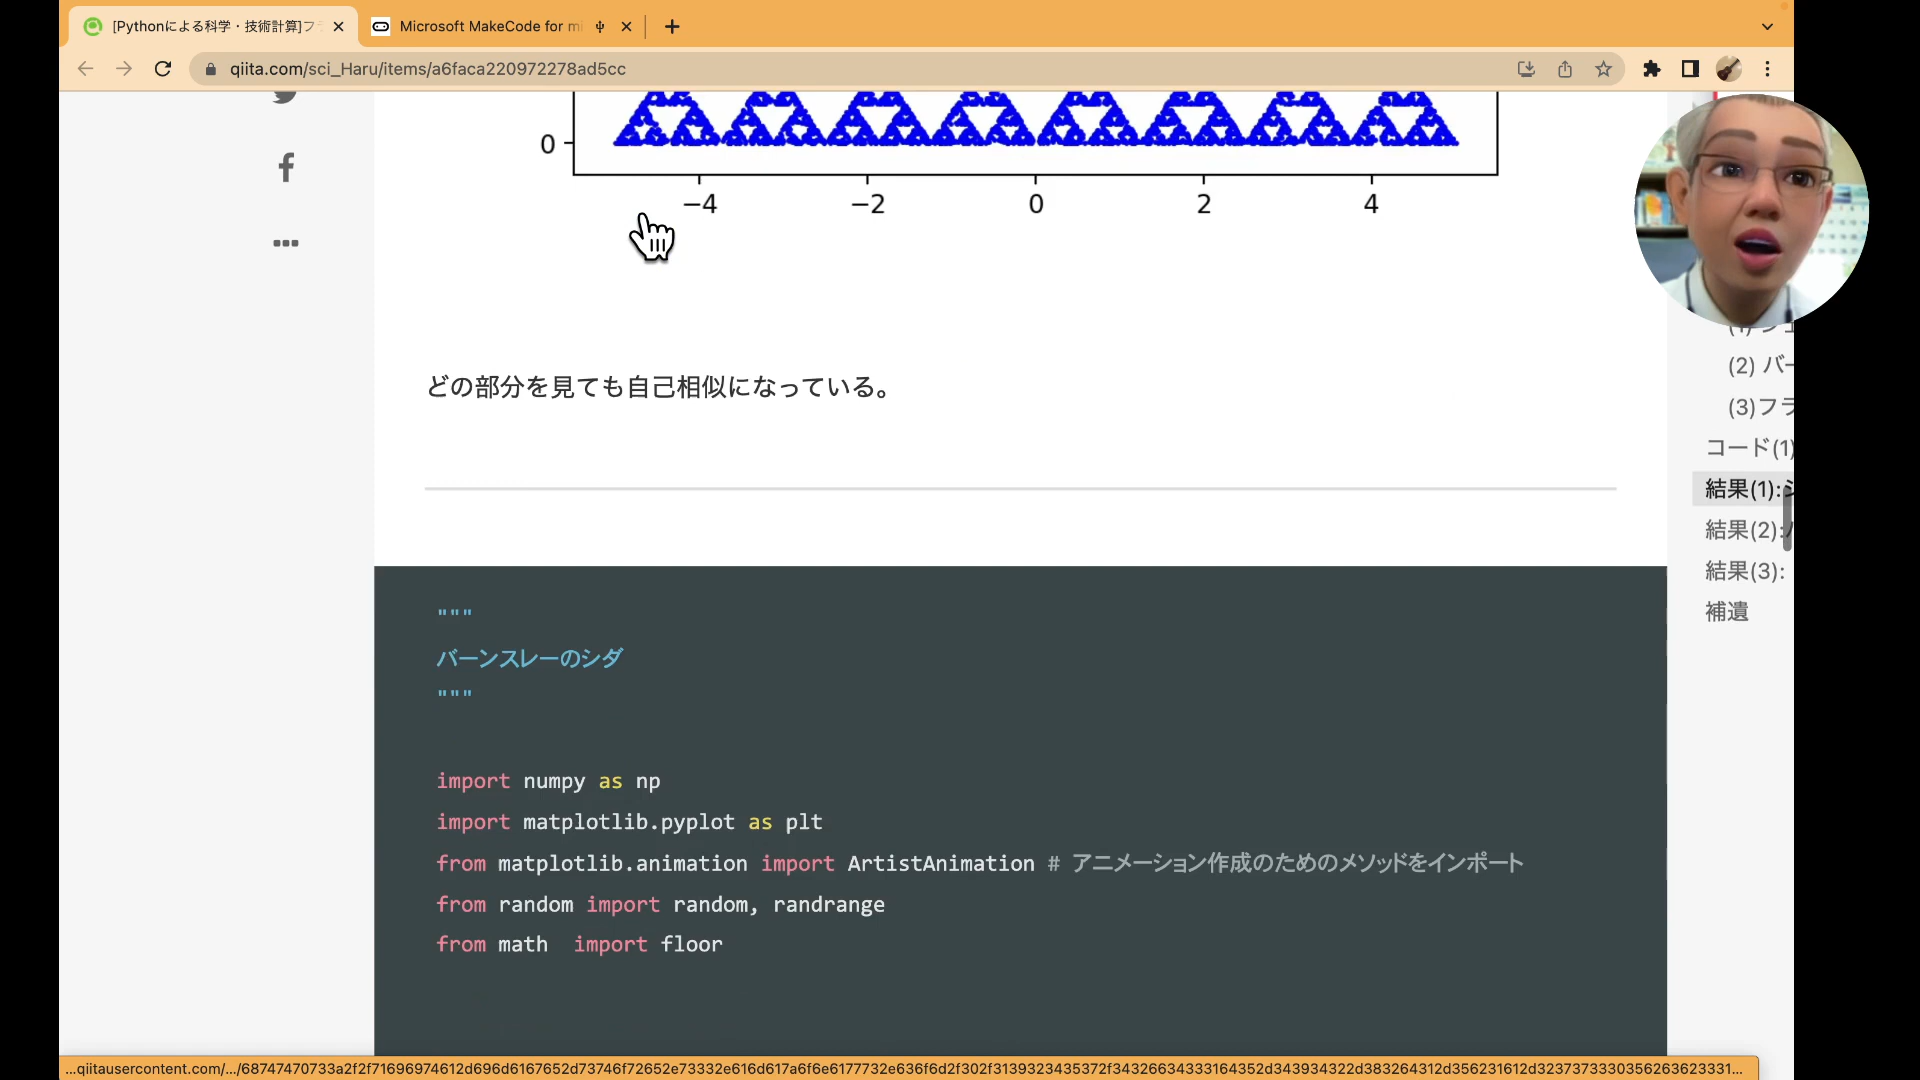 [Pythonによる科学・技術計算]フ
Microsoft MakeCode for mi
qiita.com/sci_Haru/items/a6faca220972278ad5cc
0
−4 −2 0 2 4
どの部分を見ても自己相似になっている。
(2) バー
(3)フラ
コード(1)
結果(1):シ
結果(2):バ
結果(3):
補遺
"""
バーンスレーのシダ
"""
import numpy as np
import matplotlib.pyplot as plt
from matplotlib.animation import ArtistAnimation # アニメーション作成のためのメソッドをインポート
from random import random, randrange
from math import floor